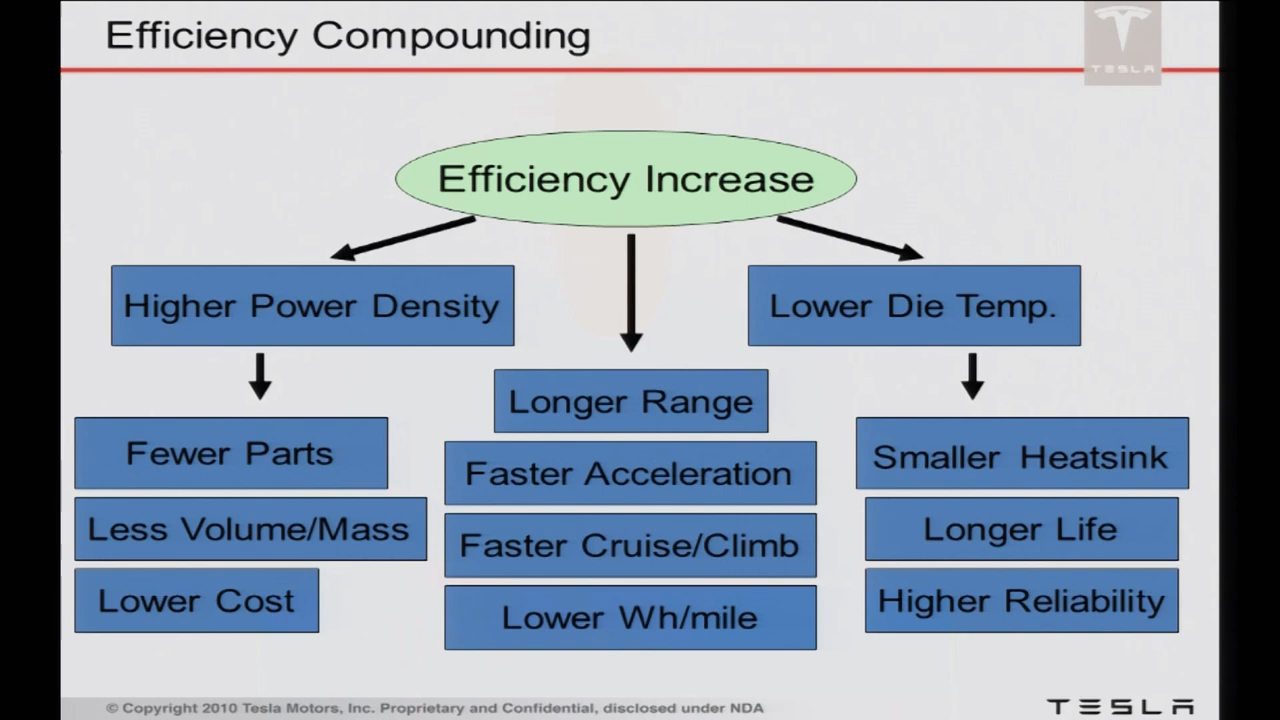 Efficiency Compounding
TESLA
Efficiency Increase
Higher Power Density
Lower Die Temp.
Longer Range
Fewer Parts
Faster Acceleration
Smaller Heatsink
Less Volume/Mass
Faster Cruise/Climb
Longer Life
Lower Cost
Lower Wh/mile
Higher Reliability
© Copyright 2010 Tesla Motors, Inc. Proprietary and Confidential, disclosed under NDA
TESLA